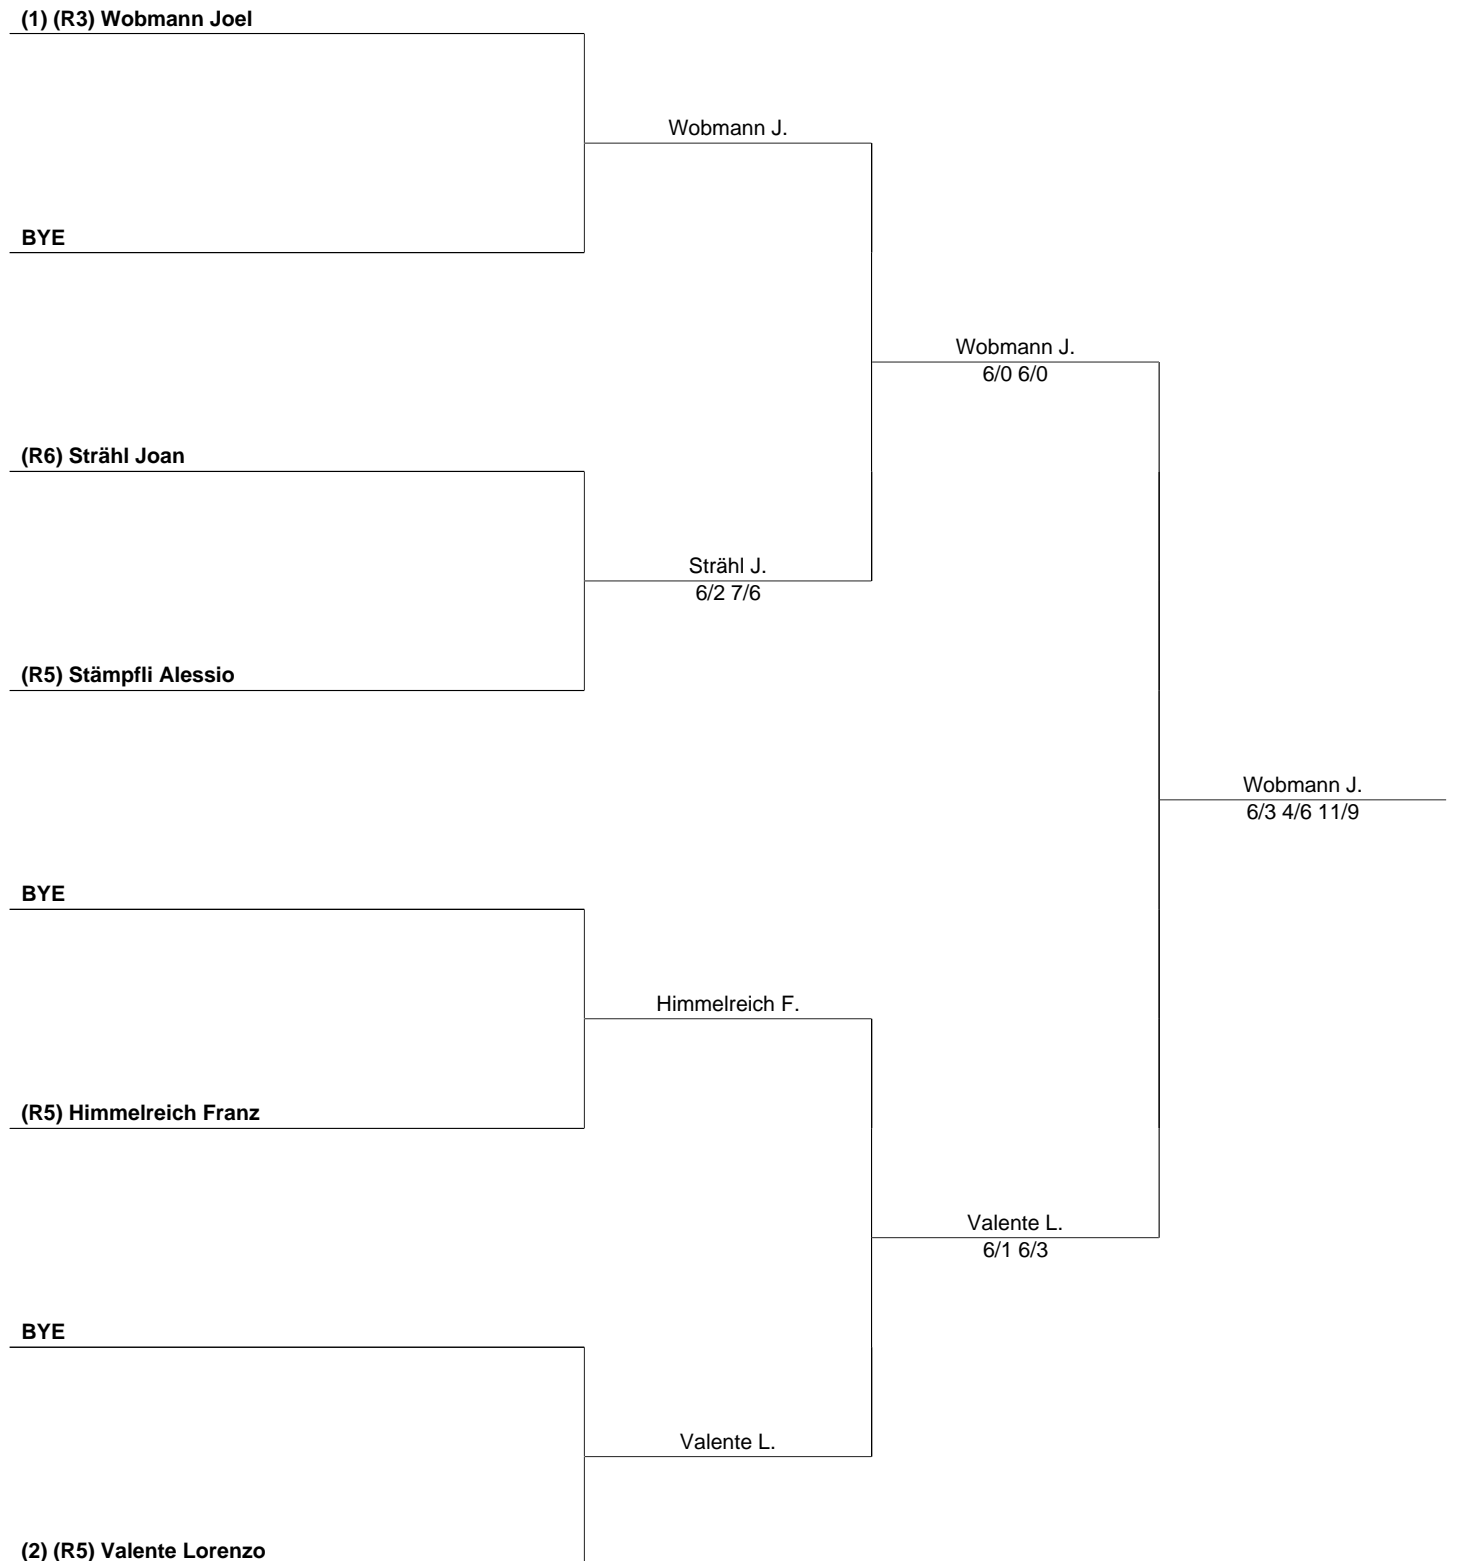 (1) (R3) Wobmann Joel
Wobmann J.
BYE
Wobmann J.
6/0 6/0
(R6) Strähl Joan
Strähl J.
6/2 7/6
(R5) Stämpfli Alessio
Wobmann J.
6/3 4/6 11/9
BYE
Himmelreich F.
(R5) Himmelreich Franz
Valente L.
6/1 6/3
BYE
Valente L.
(2) (R5) Valente Lorenzo